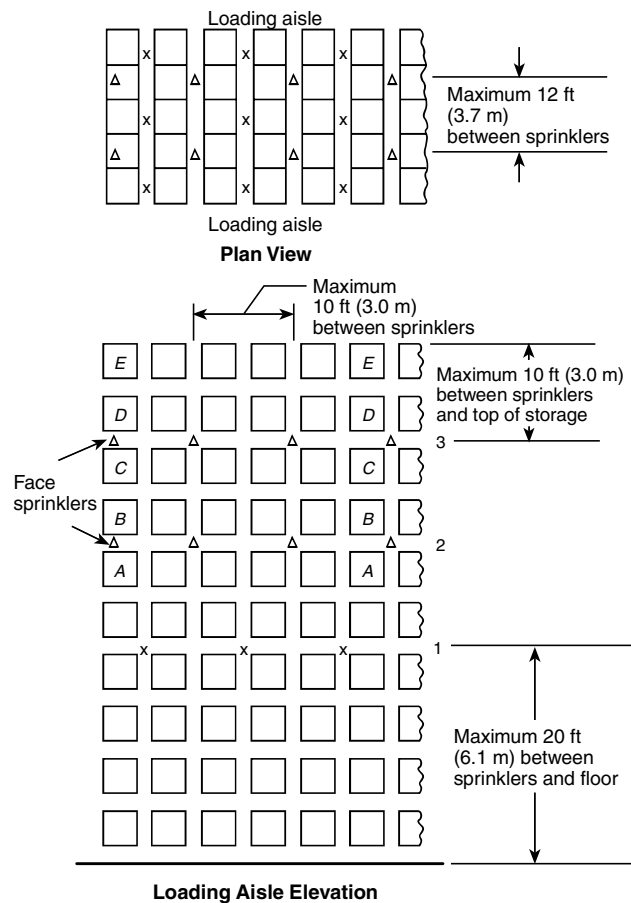 Loading aisle
x x x
Δ Δ Δ Δ
x x x
Δ Δ Δ Δ
x x x
Maximum 12 ft
(3.7 m)
between sprinklers
Loading aisle
Plan View
Maximum
10 ft (3.0 m)
between sprinklers
E E
D D
Δ Δ Δ Δ 3
C C
B B
Δ Δ Δ Δ 2
A A
x x x 1
Maximum 10 ft (3.0 m)
between sprinklers
and top of storage
Face
sprinklers
Maximum 20 ft
(6.1 m) between
sprinklers and floor
Loading Aisle Elevation